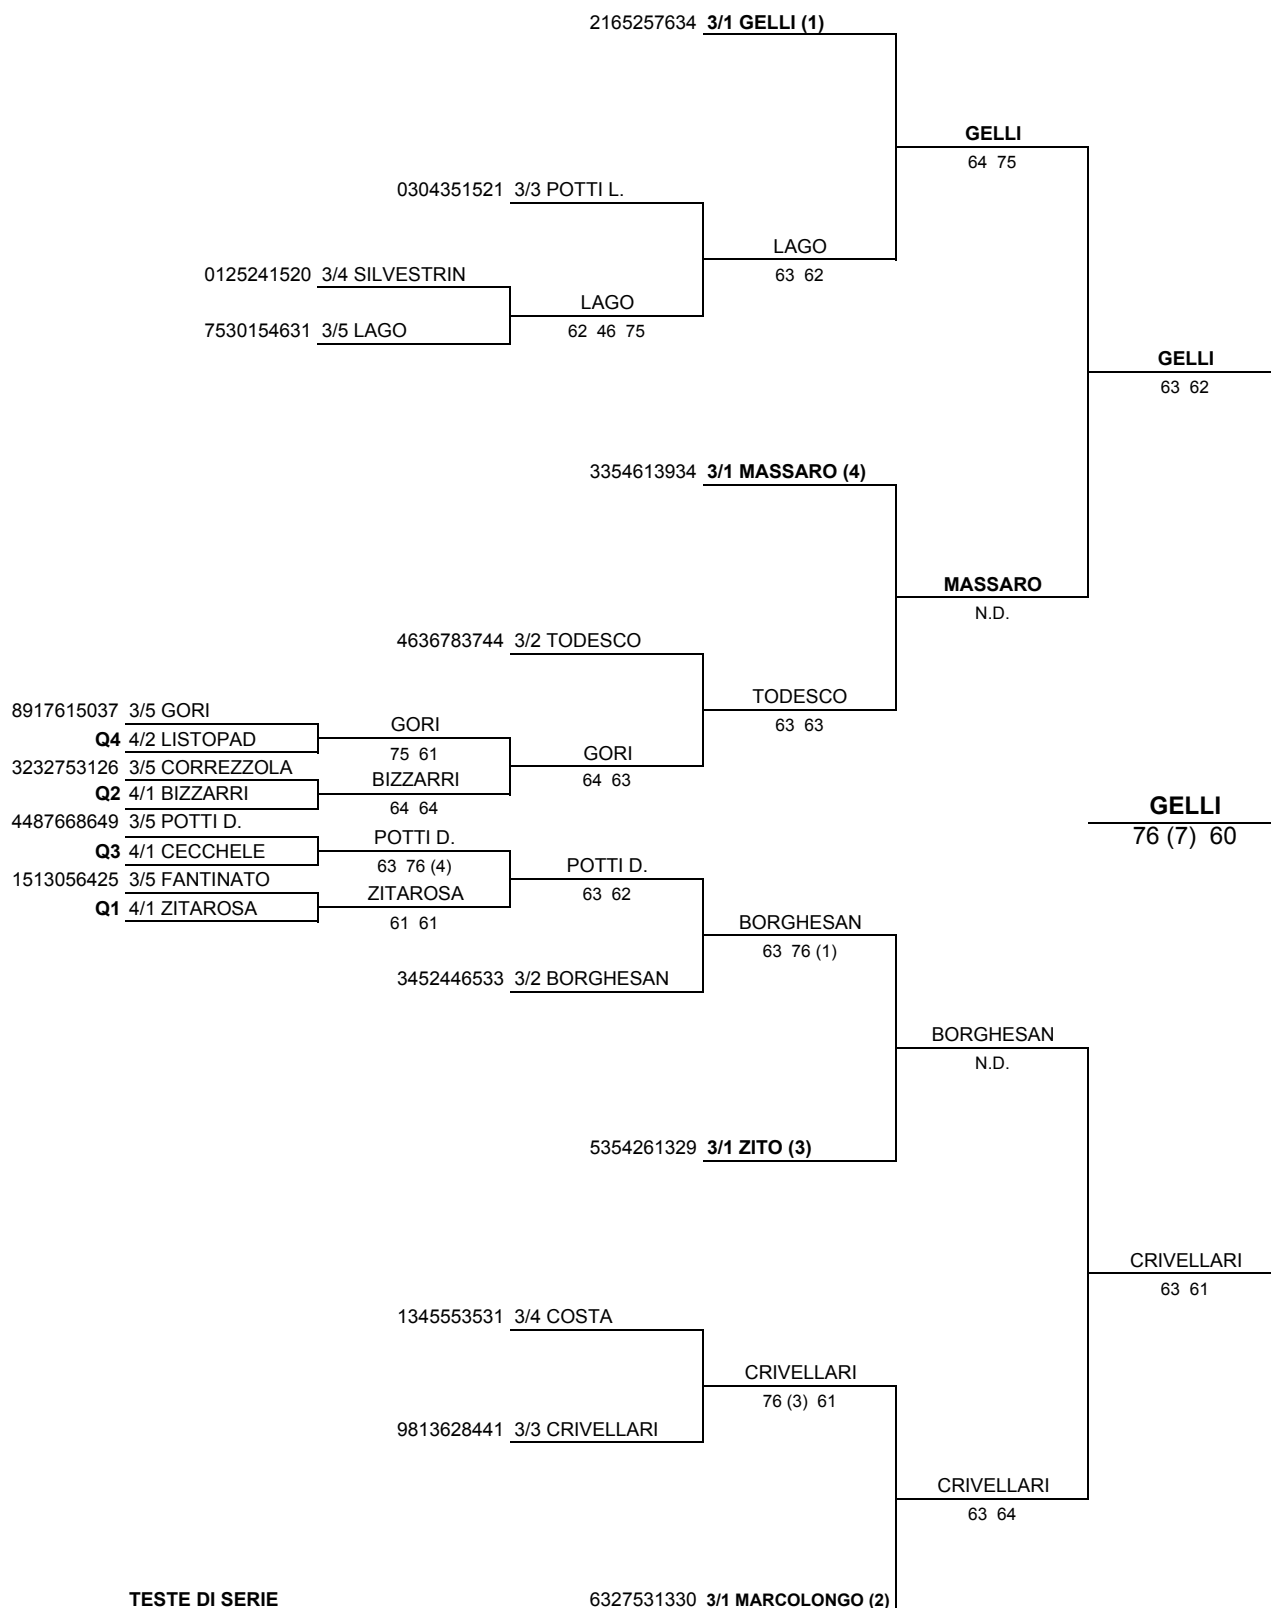 2165257634 3/1 GELLI (1)
GELLI
64 75
0304351521 3/3 POTTI L.
LAGO
63 62
0125241520 3/4 SILVESTRIN
LAGO
62 46 75
7530154631 3/5 LAGO
GELLI
63 62
3354613934 3/1 MASSARO (4)
MASSARO
N.D.
4636783744 3/2 TODESCO
TODESCO
63 63
8917615037 3/5 GORI
GORI
75 61
Q4 4/2 LISTOPAD
GORI
64 63
3232753126 3/5 CORREZZOLA
BIZZARRI
64 64
Q2 4/1 BIZZARRI
GELLI
76 (7) 60
4487668649 3/5 POTTI D.
POTTI D.
63 76 (4)
Q3 4/1 CECCHELE
POTTI D.
63 62
1513056425 3/5 FANTINATO
ZITAROSA
61 61
Q1 4/1 ZITAROSA
BORGHESAN
63 76 (1)
3452446533 3/2 BORGHESAN
BORGHESAN
N.D.
5354261329 3/1 ZITO (3)
CRIVELLARI
63 61
1345553531 3/4 COSTA
CRIVELLARI
76 (3) 61
9813628441 3/3 CRIVELLARI
CRIVELLARI
63 64
TESTE DI SERIE
6327531330 3/1 MARCOLONGO (2)